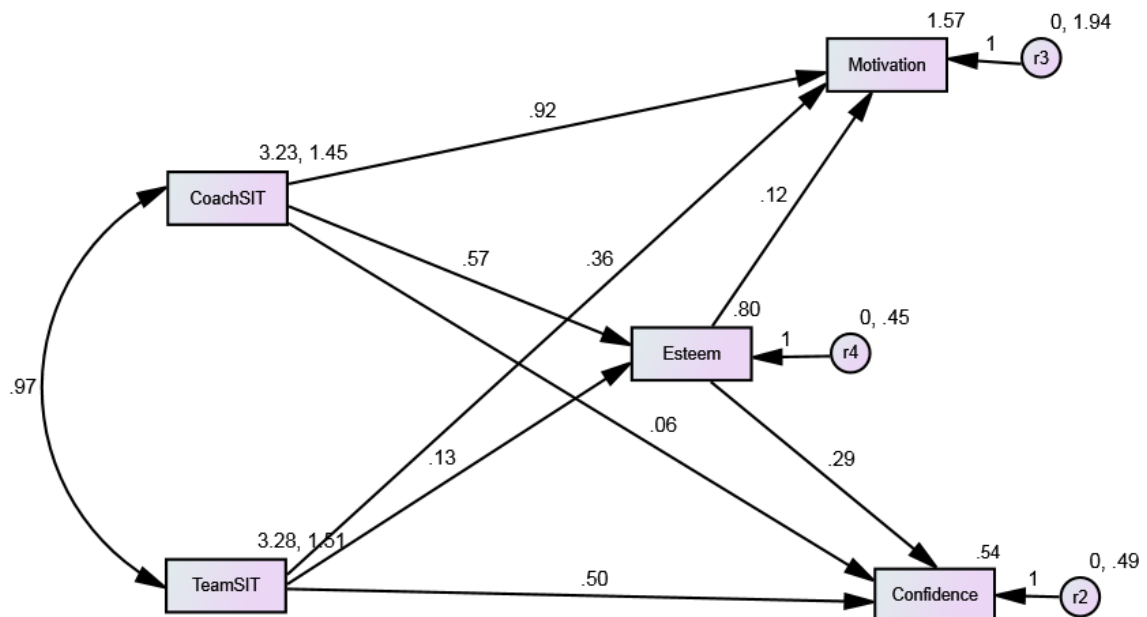 1.57
0, 1.94
1
Motivation
r3
.92
3.23, 1.45
CoachSIT
.12
.57
.36
.80
0, .45
1
Esteem
r4
.97
.06
.13
.29
3.28, 1.51
.54
0, .49
TeamSIT
.50
1
Confidence
r2